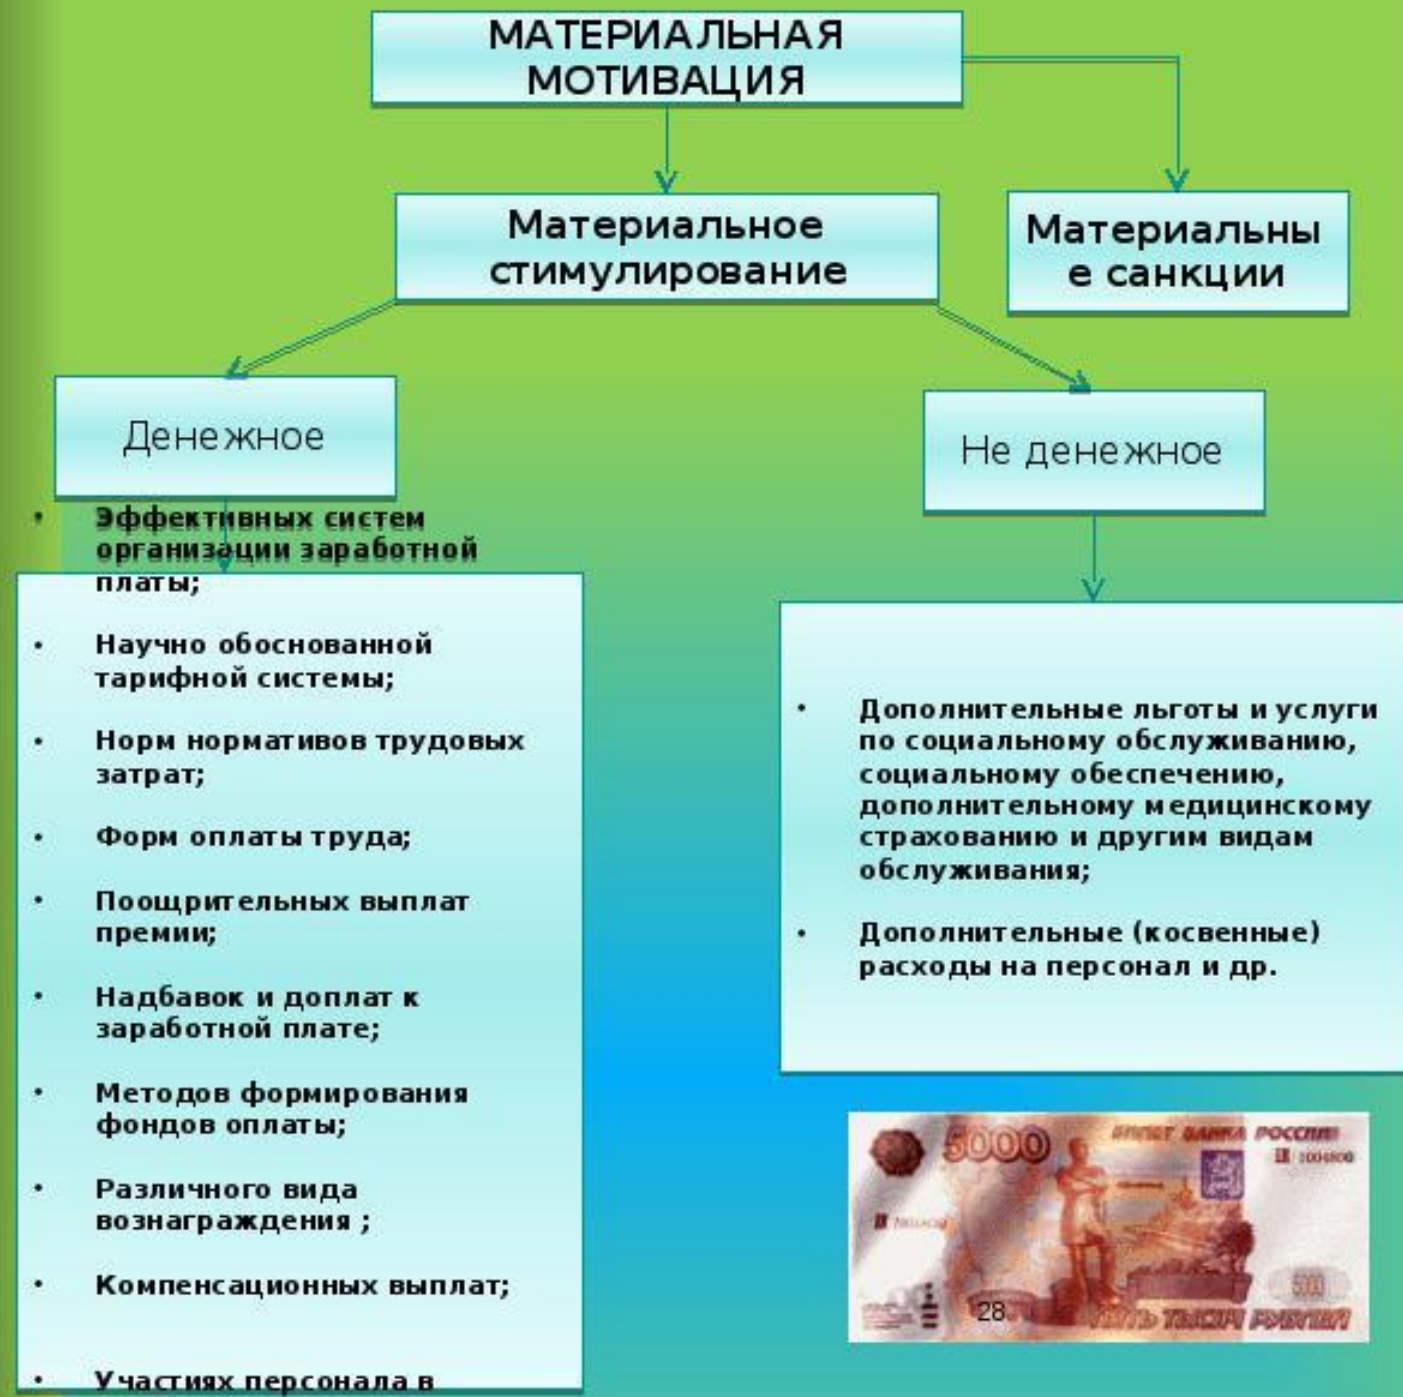 МАТЕРИАЛЬНАЯ
МОТИВАЦИЯ
Материальное
стимулирование
Материальны
е санкции
Денежное
Не денежное
• Эффективных систем
организации заработной
платы;
• Научно обоснованной
тарифной системы;
• Норм нормативов трудовых
затрат;
• Форм оплаты труда;
• Поощрительных выплат
премии;
• Надбавок и доплат к
заработной плате;
• Методов формирования
фондов оплаты;
• Различного вида
вознаграждения ;
• Компенсационных выплат;
• Участиях персонала в
• Дополнительные льготы и услуги
по социальному обслуживанию,
социальному обеспечению,
дополнительному медицинскому
страхованию и другим видам
обслуживания;
• Дополнительные (косвенные)
расходы на персонал и др.
5000
БИЛЕТ БАНКА РОССИИ
28
ПЯТЬ ТЫСЯЧ РУБЛЕЙ